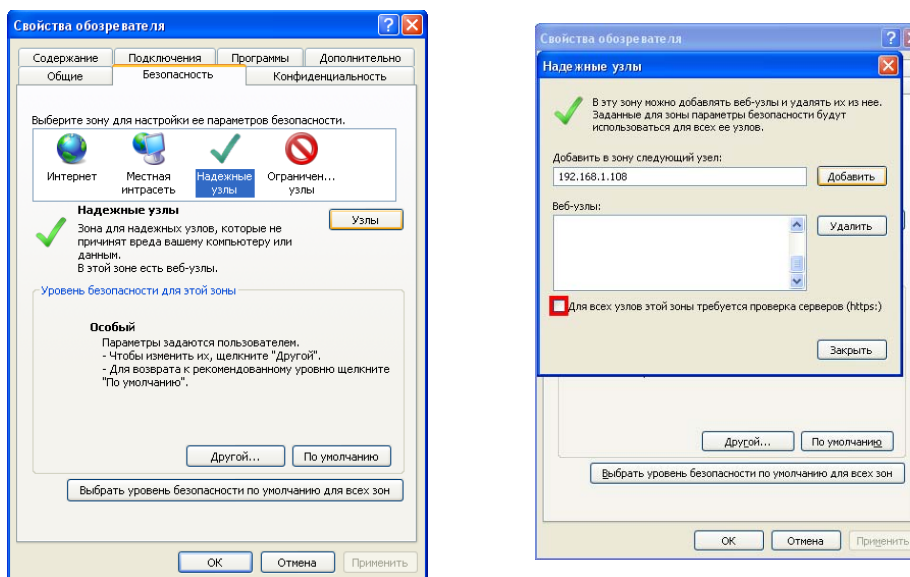 Свойства обозревателя
Содержание Подключения Программы Дополнительно
Общие Безопасность Конфиденциальность
Выберите зону для настройки ее параметров безопасности.
Интернет
Местная
интрасеть
Надежные
узлы
Ограничен...
узлы
Надежные узлы
Узлы
Зона для надежных узлов, которые не
причинят вреда вашему компьютеру или
данным.
В этой зоне есть веб-узлы.
Уровень безопасности для этой зоны
Особый
Параметры задаются пользователем.
- Чтобы изменить их, щелкните "Другой".
- Для возврата к рекомендованному уровню щелкните
"По умолчанию".
Другой... По умолчанию
Выбрать уровень безопасности по умолчанию для всех зон
ОК Отмена Применить
Свойства обозревателя
Надежные узлы
В эту зону можно добавлять веб-узлы и удалять их из нее.
Заданные для зоны параметры безопасности будут
использоваться для всех ее узлов.
Добавить в зону следующий узел:
192.168.1.108 Добавить
Веб-узлы:
Удалить
Для всех узлов этой зоны требуется проверка серверов (https:)
Закрыть
Другой... По умолчанию
Выбрать уровень безопасности по умолчанию для всех зон
ОК Отмена Применить